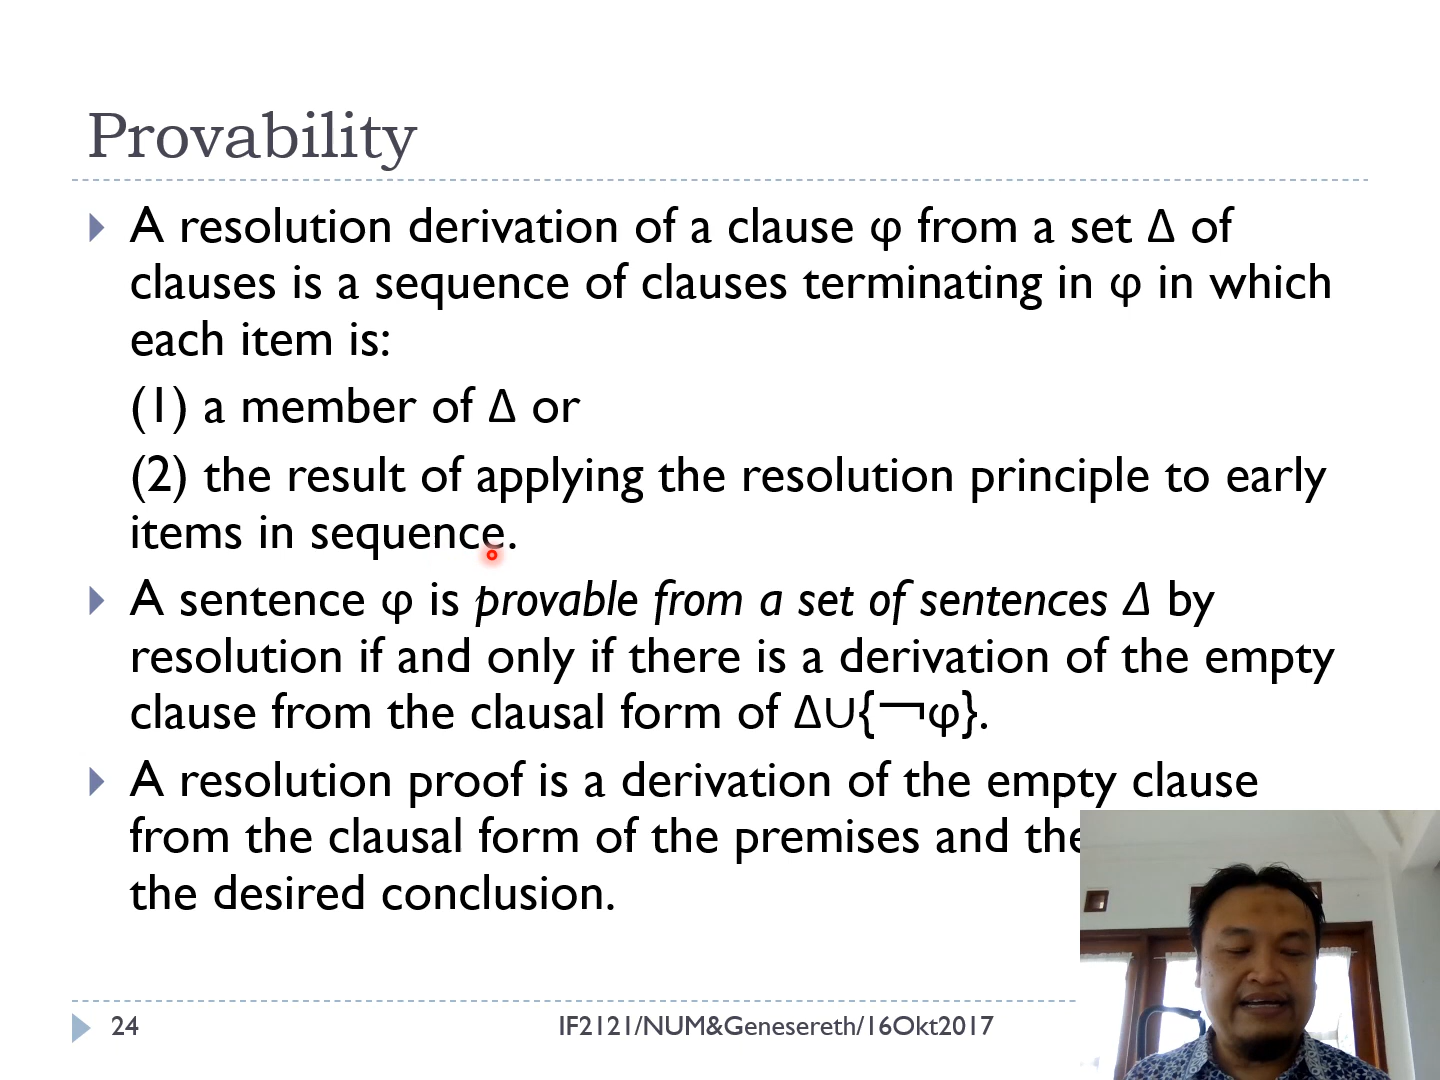 Provability
A resolution derivation of a clause φ from a set Δ of
clauses is a sequence of clauses terminating in φ in which
each item is:
(1) a member of Δ or
(2) the result of applying the resolution principle to early
items in sequence.
A sentence φ is provable from a set of sentences Δ by
resolution if and only if there is a derivation of the empty
clause from the clausal form of Δ∪{¬φ}.
A resolution proof is a derivation of the empty clause
from the clausal form of the premises and the
the desired conclusion.
24
IF2121/NUM&Genesereth/16Okt2017